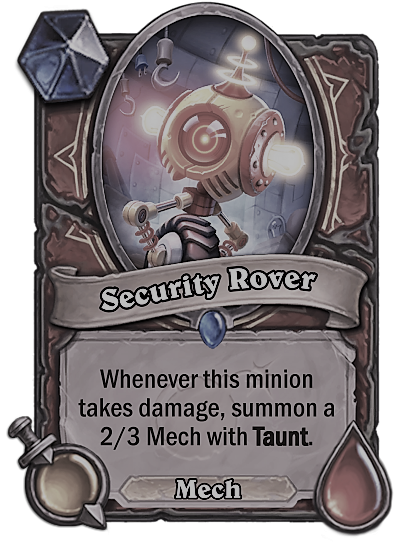 Security Rover
Whenever this minion
takes damage, summon a
2/3 Mech with Taunt.
Mech